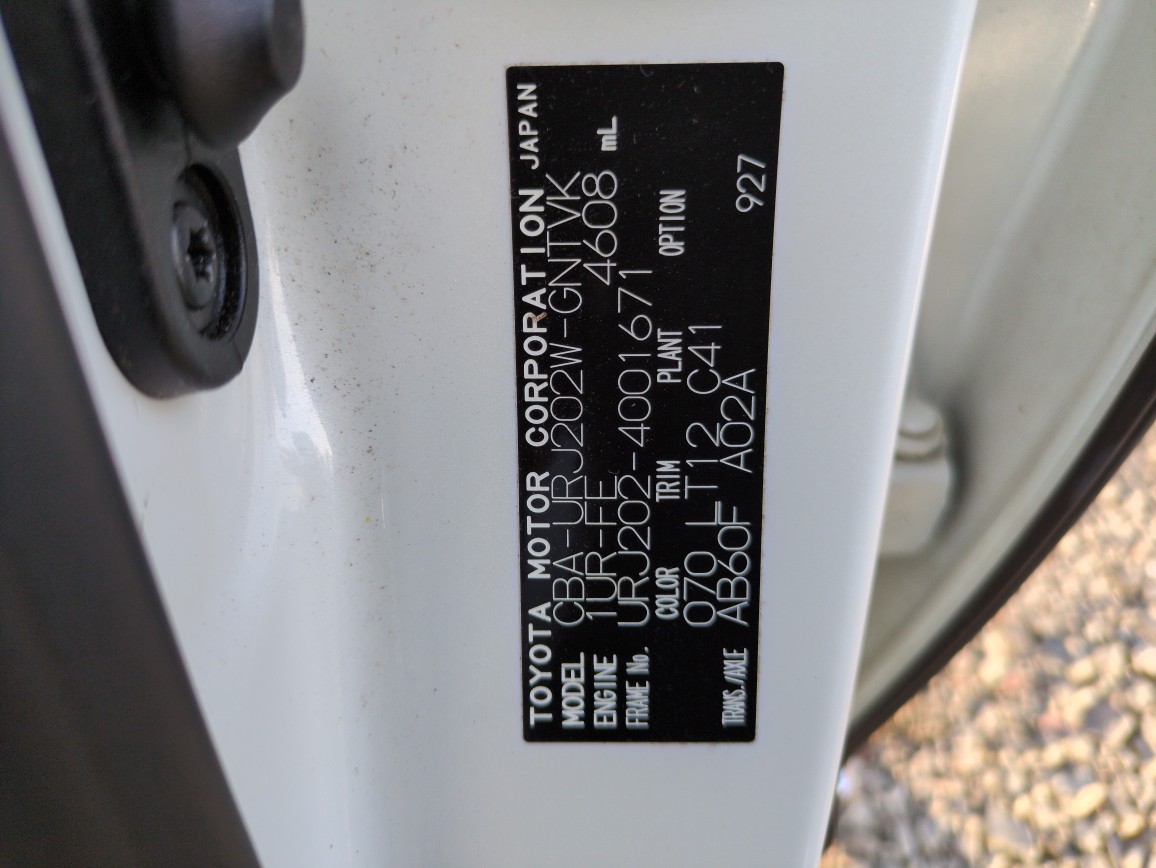 TOYOTA MOTOR CORPORATION JAPAN
MODEL CBA-URJ202W-GNTVK
ENGINE 1UR-FE 4608 mL
FRAME No. URJ202-4001671
COLOR TRIM PLANT OPTION
070 LT12 C41
TRANS./AXLE AB60F A02A 927